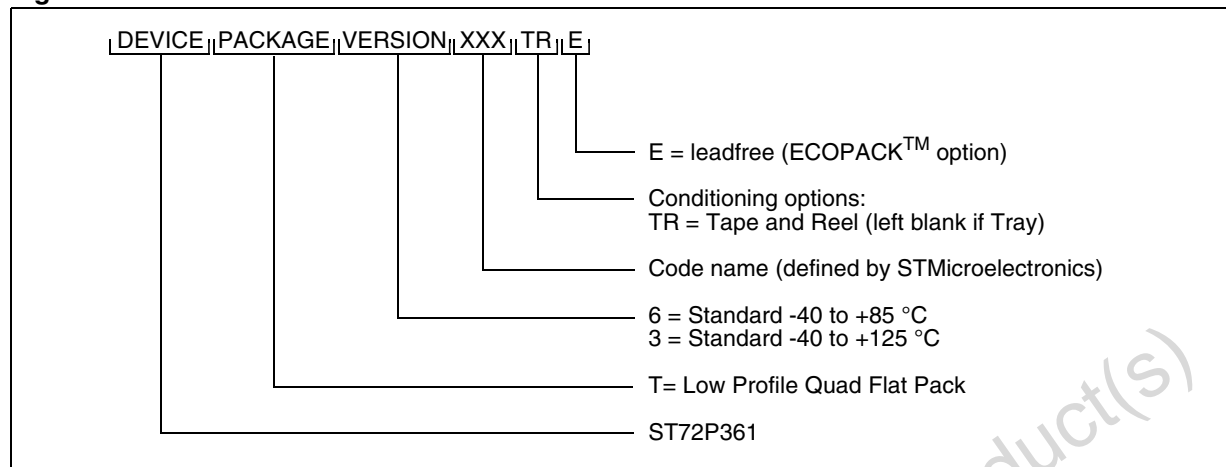 DEVICE PACKAGE VERSION XXX TR E
E = leadfree (ECOPACK™ option)
Conditioning options:
TR = Tape and Reel (left blank if Tray)
Code name (defined by STMicroelectronics)
6 = Standard -40 to +85 °C
3 = Standard -40 to +125 °C
T= Low Profile Quad Flat Pack
ST72P361